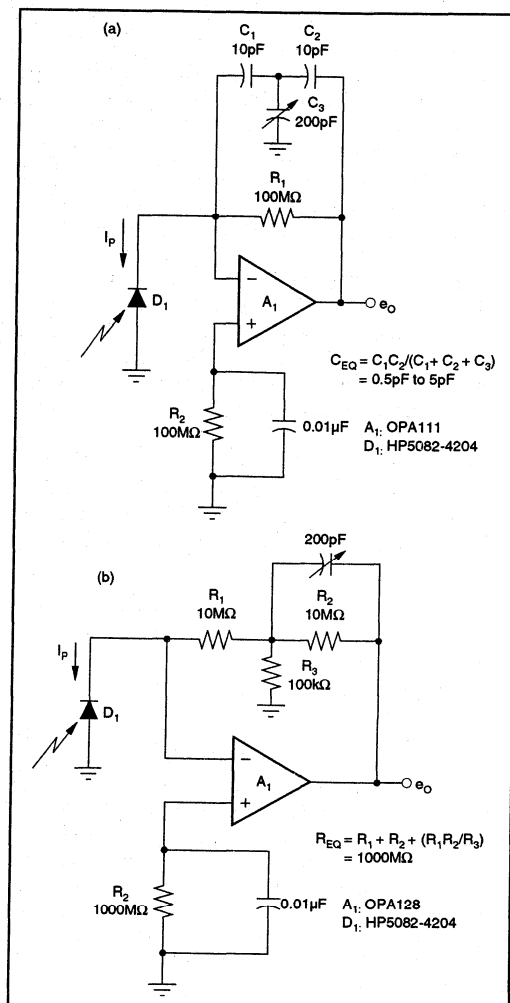 (a)
C1
10pF
C2
10pF
C3
200pF
R1
100MΩ
IP
D1
−
A1
+
eO
CEQ = C1C2/(C1 + C2 + C3)
= 0.5pF to 5pF
R2
100MΩ
0.01µF
A1: OPA111
D1: HP5082-4204
(b)
200pF
R1
10MΩ
R2
10MΩ
R3
100kΩ
IP
D1
−
A1
+
eO
REQ = R1 + R2 + (R1R2/R3)
= 1000MΩ
R2
1000MΩ
0.01µF
A1: OPA128
D1: HP5082-4204